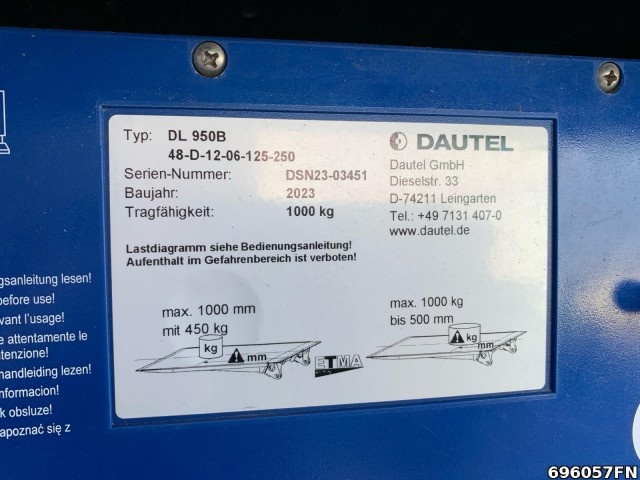 Typ: DL 950B
48-D-12-06-125-250
Serien-Nummer: DSN23-03451
Baujahr: 2023
Tragfähigkeit: 1000 kg
DAUTEL
Dautel GmbH
Dieselstr. 33
D-74211 Leingarten
Tel.: +49 7131 407-0
www.dautel.de
Lastdiagramm siehe Bedienungsanleitung!
Aufenthalt im Gefahrenbereich ist verboten!
max. 1000 mm
mit 450 kg
kg
mm
ETMA
max. 1000 kg
bis 500 mm
kg
mm
gsanleitung lesen!
before use!
vant l'usage!
e attentamente le
tenzione!
handleiding lezen!
informacion!
k obsluze!
apoznać się z
696057FN